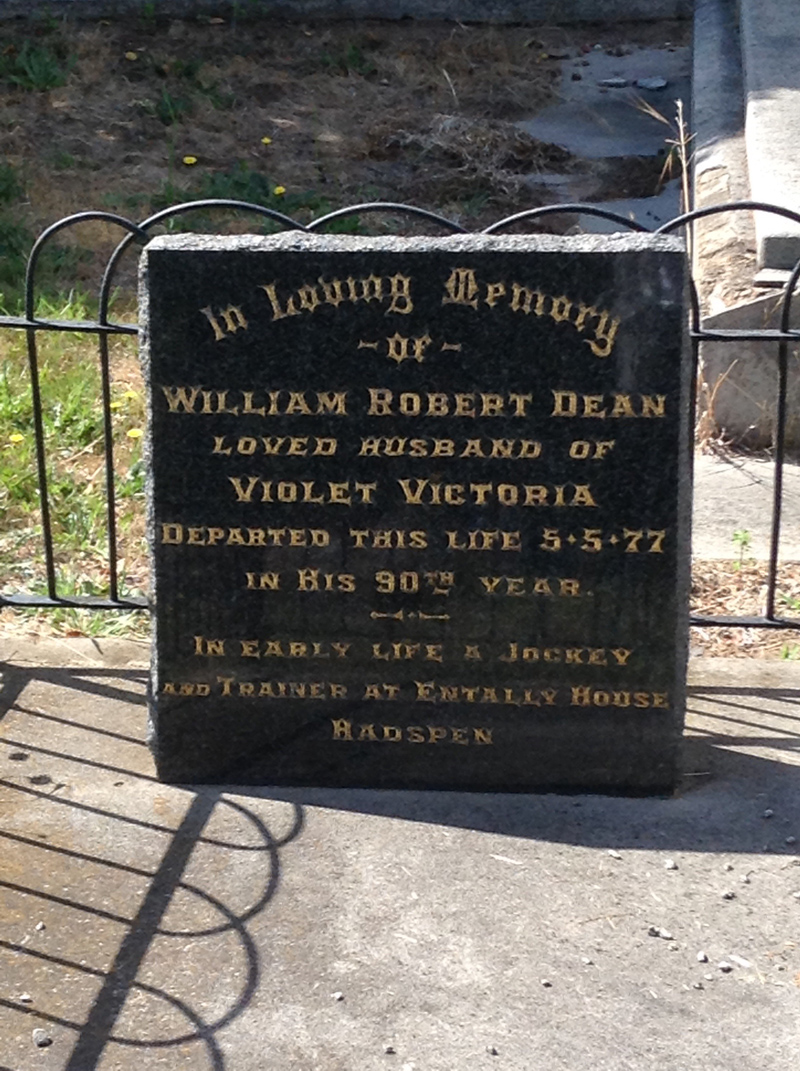 In Loving Memory
- of -
WILLIAM ROBERT DEAN
LOVED HUSBAND OF
VIOLET VICTORIA
DEPARTED THIS LIFE 5·5·77
IN HIS 90TH YEAR.
IN EARLY LIFE A JOCKEY
AND TRAINER AT ENTALLY HOUSE
HADSPEN